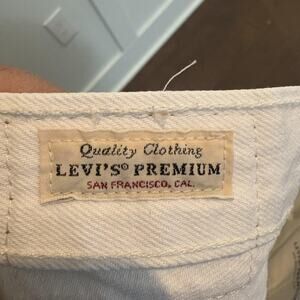 Quality Clothing
LEVI'S® PREMIUM
SAN FRANCISCO, CAL.